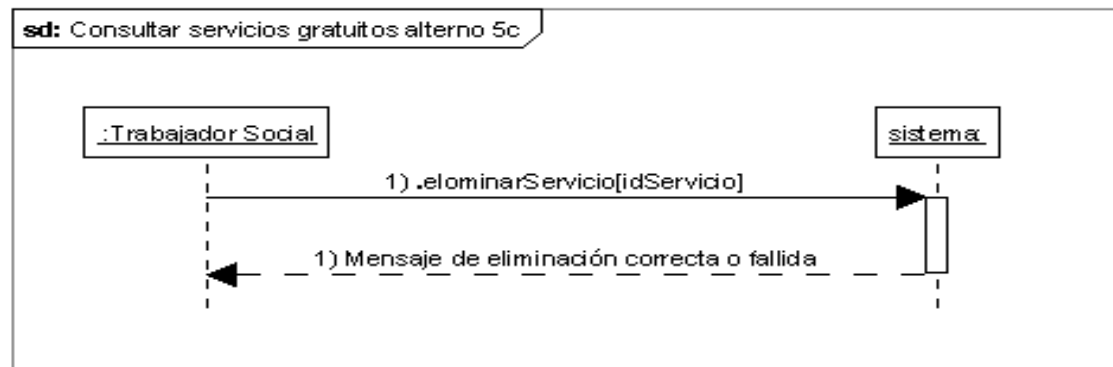 sd: Consultar servicios gratuitos alterno 5c
:Trabajador Social
sistema:
1) .elominarServicio[idServicio]
1) Mensaje de eliminación correcta o fallida